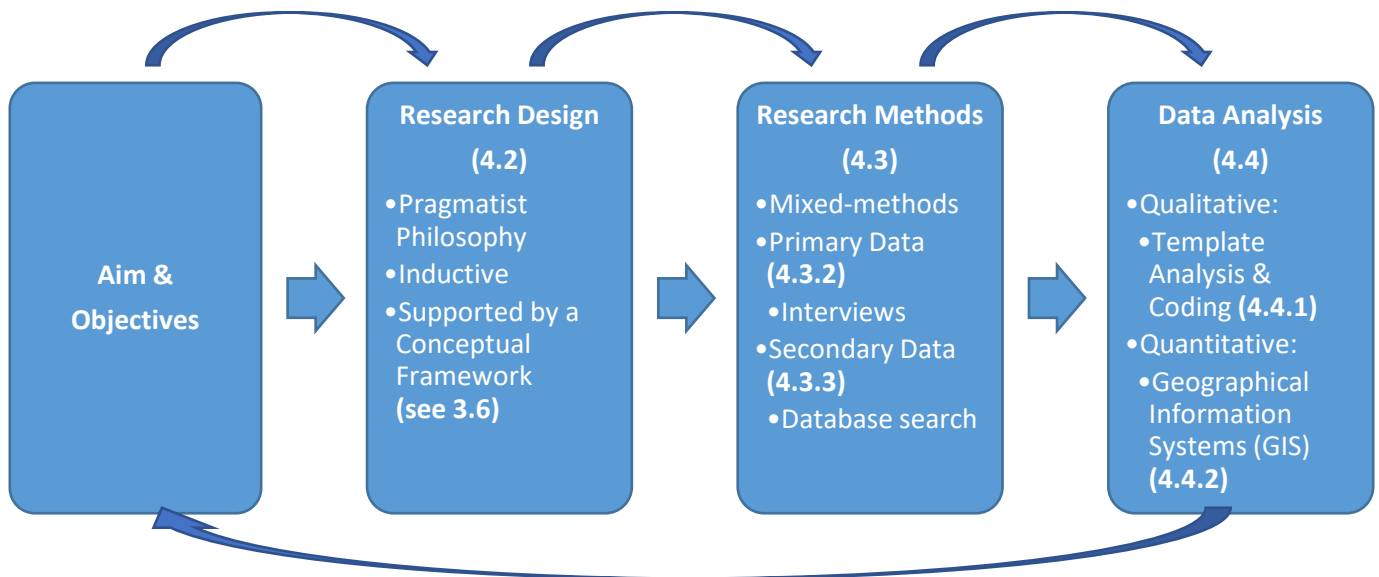 Aim &
Objectives
Research Design
(4.2)
•Pragmatist
Philosophy
•Inductive
•Supported by a
Conceptual
Framework
(see 3.6)
Research Methods
(4.3)
•Mixed-methods
•Primary Data
(4.3.2)
•Interviews
•Secondary Data
(4.3.3)
•Database search
Data Analysis
(4.4)
•Qualitative:
•Template
Analysis &
Coding (4.4.1)
•Quantitative:
•Geographical
Information
Systems (GIS)
(4.4.2)